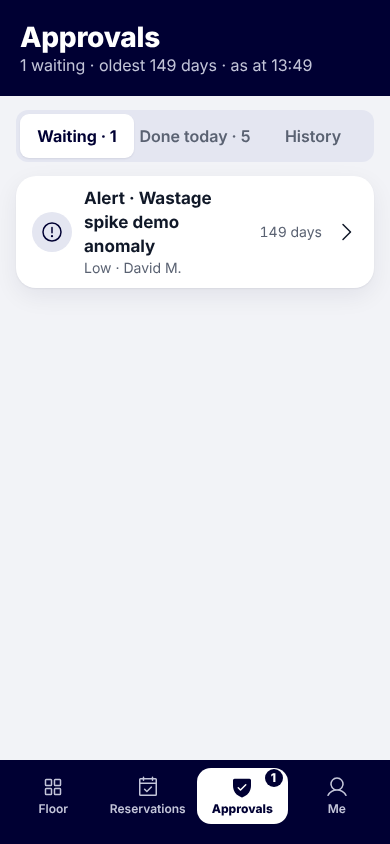 Approvals
1 waiting · oldest 149 days · as at 13:49
Waiting · 1
Done today · 5
History
Alert · Wastage
spike demo
anomaly
149 days
Low · David M.
Floor
Reservations
Approvals
1
Me